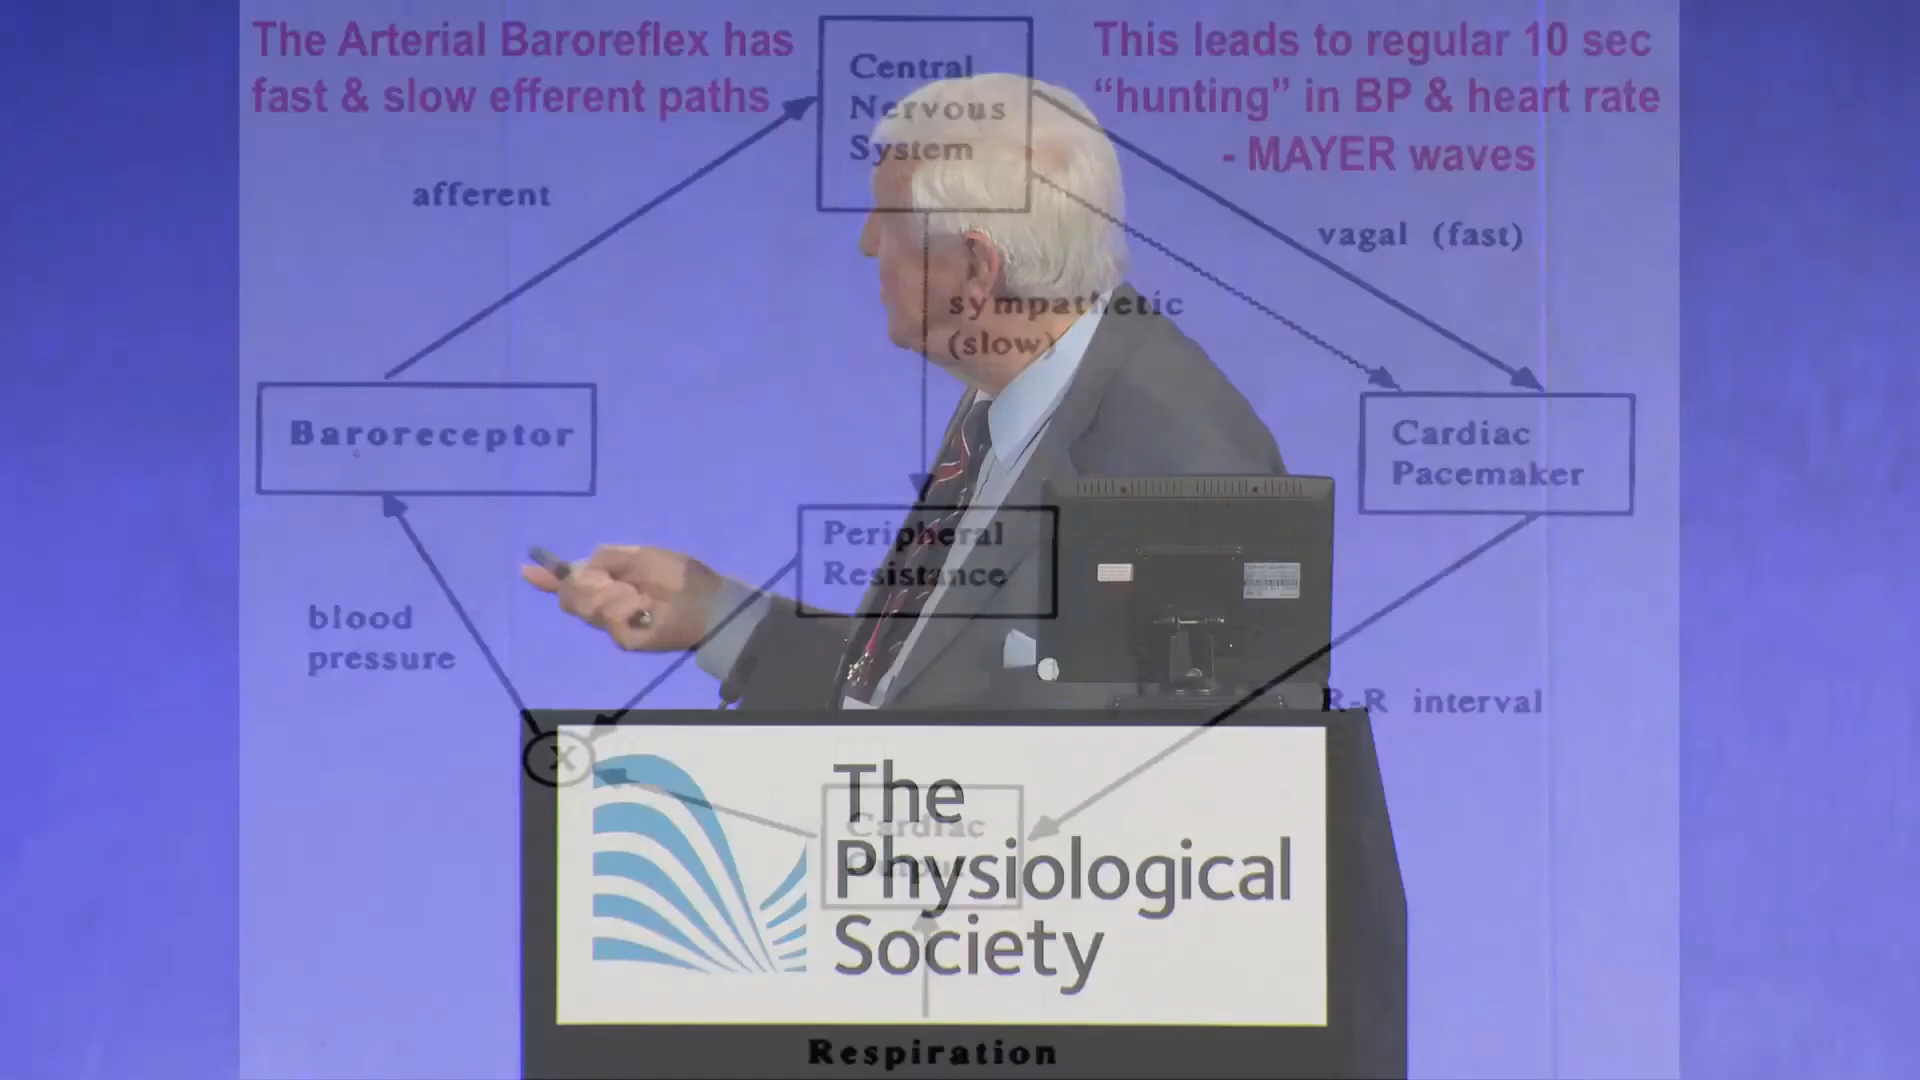 The Arterial Baroreflex has
fast & slow efferent paths
This leads to regular 10 sec
“hunting” in BP & heart rate
- MAYER waves
Central
Nervous
System
afferent
vagal (fast)
sympathetic
(slow)
Baroreceptor
Cardiac
Pacemaker
Peripheral
Resistance
blood
pressure
R-R interval
X
Cardiac
Output
The
Physiological
Society
Respiration